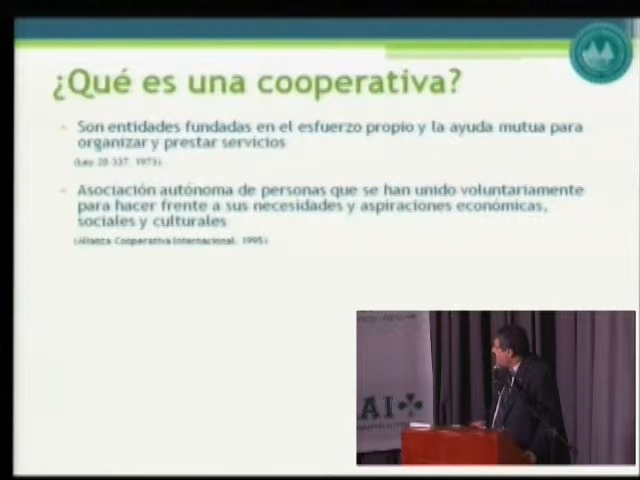 ¿Qué es una cooperativa?
Son entidades fundadas en el esfuerzo propio y la ayuda mutua para
organizar y prestar servicios
(Ley 20.337, 1973)
Asociación autónoma de personas que se han unido voluntariamente
para hacer frente a sus necesidades y aspiraciones económicas,
sociales y culturales
(Alianza Cooperativa Internacional, 1995)